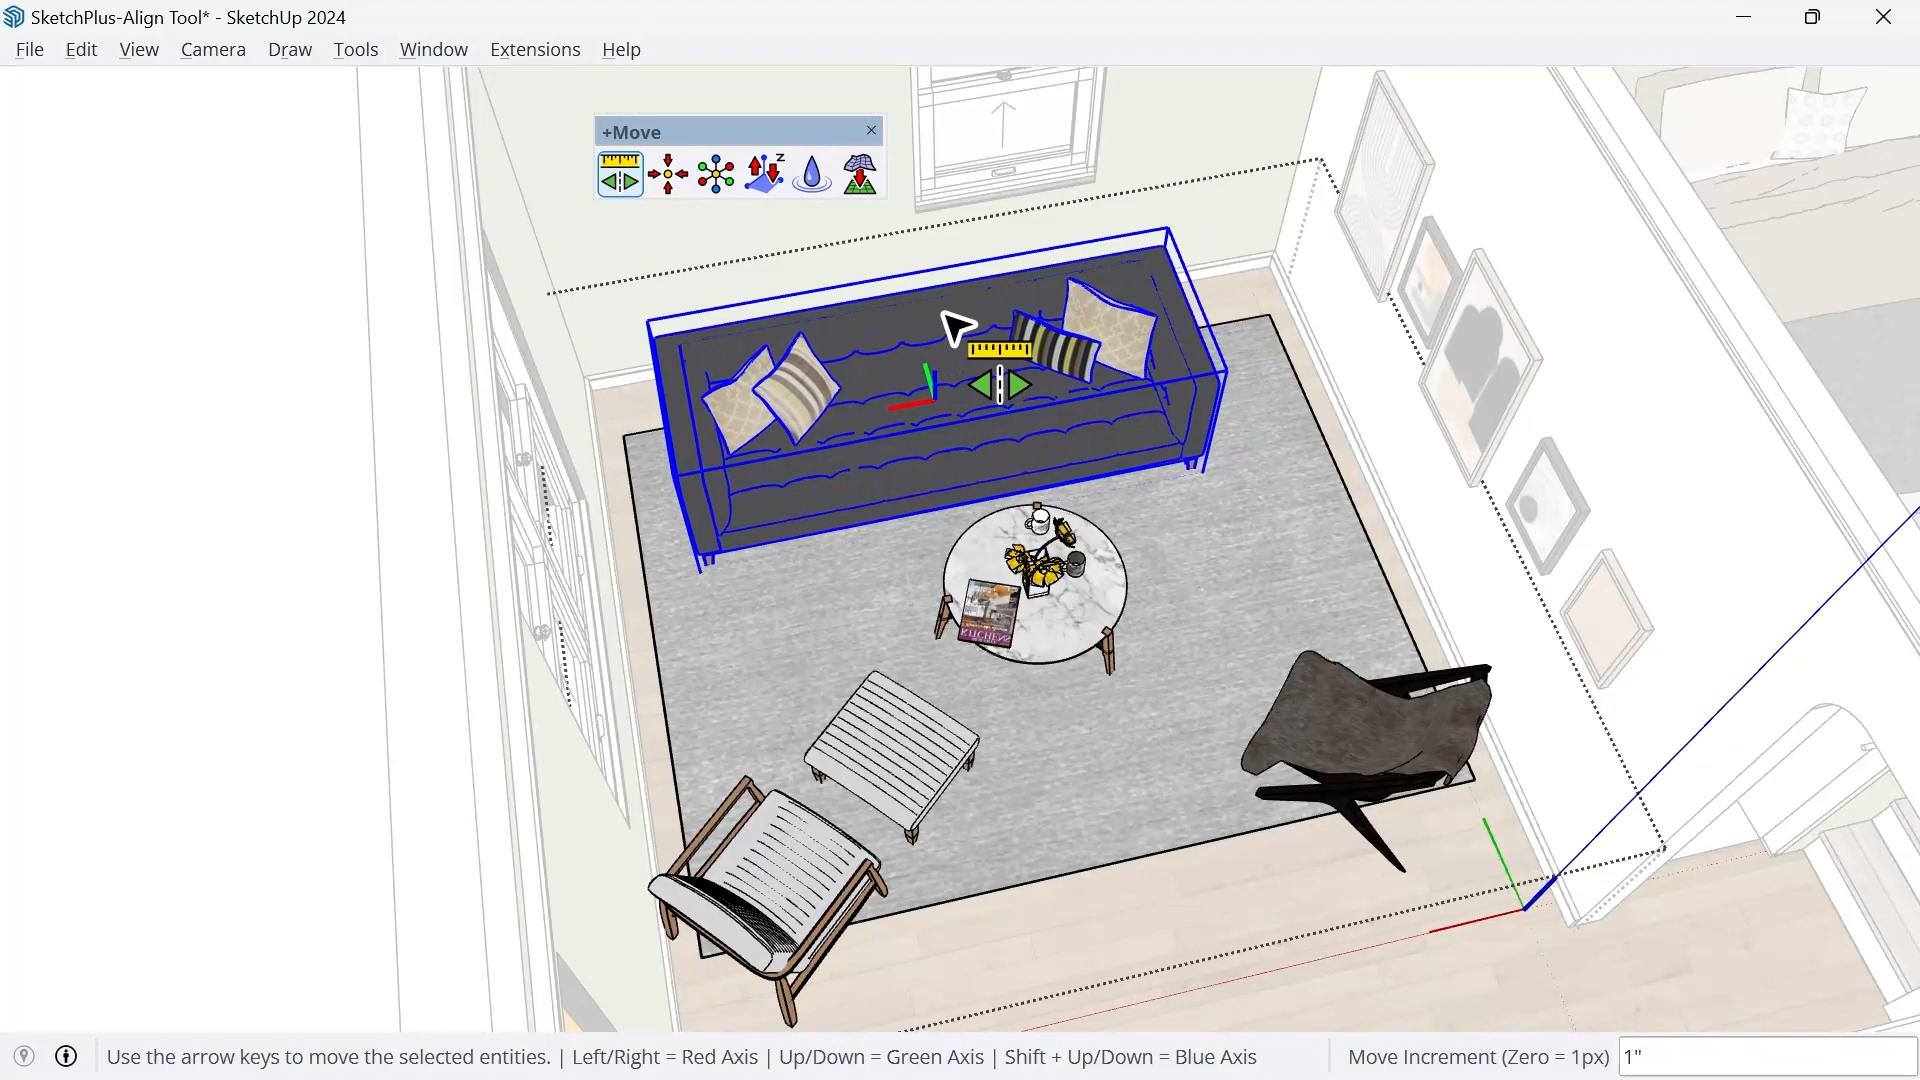 SketchPlus-Align Tool* - SketchUp 2024
File Edit View Camera Draw Tools Window Extensions Help
+Move
Z
KITCHENS
Use the arrow keys to move the selected entities. | Left/Right = Red Axis | Up/Down = Green Axis | Shift + Up/Down = Blue Axis
Move Increment (Zero = 1px) 1"